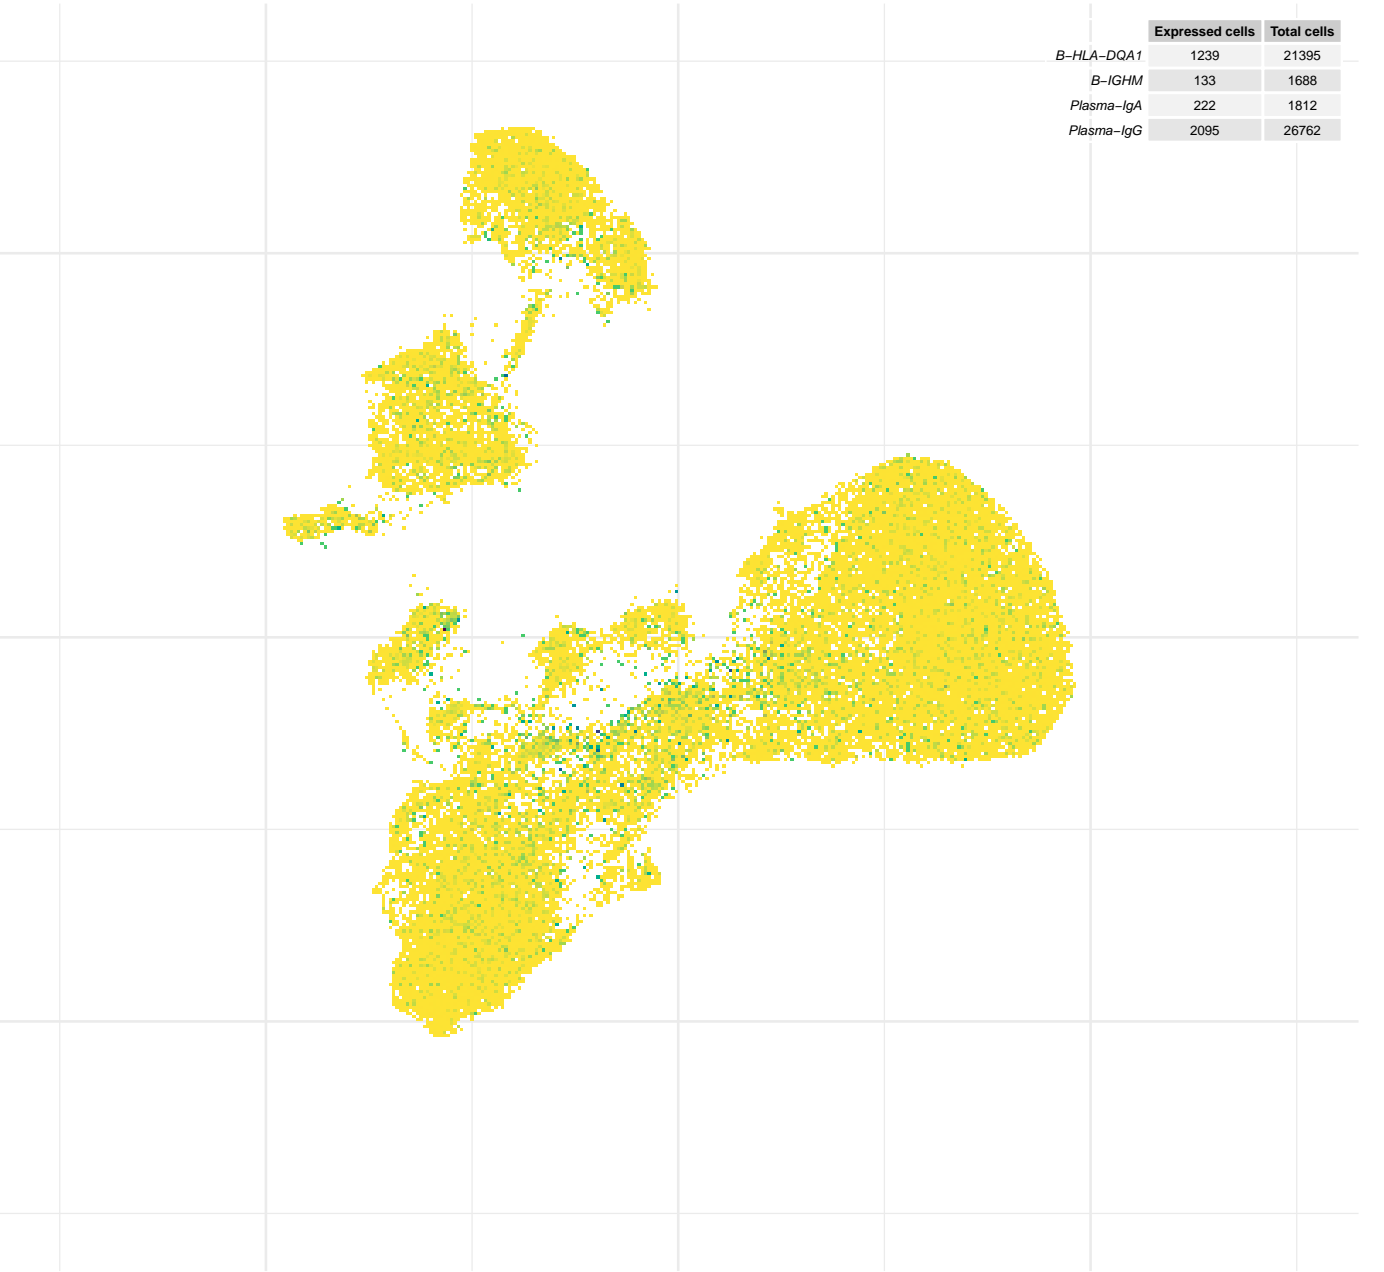 Expressed cells Total cells
B−HLA−DQA1 1239 21395
B−IGHM 133 1688
Plasma−IgA 222 1812
Plasma−IgG 2095 26762